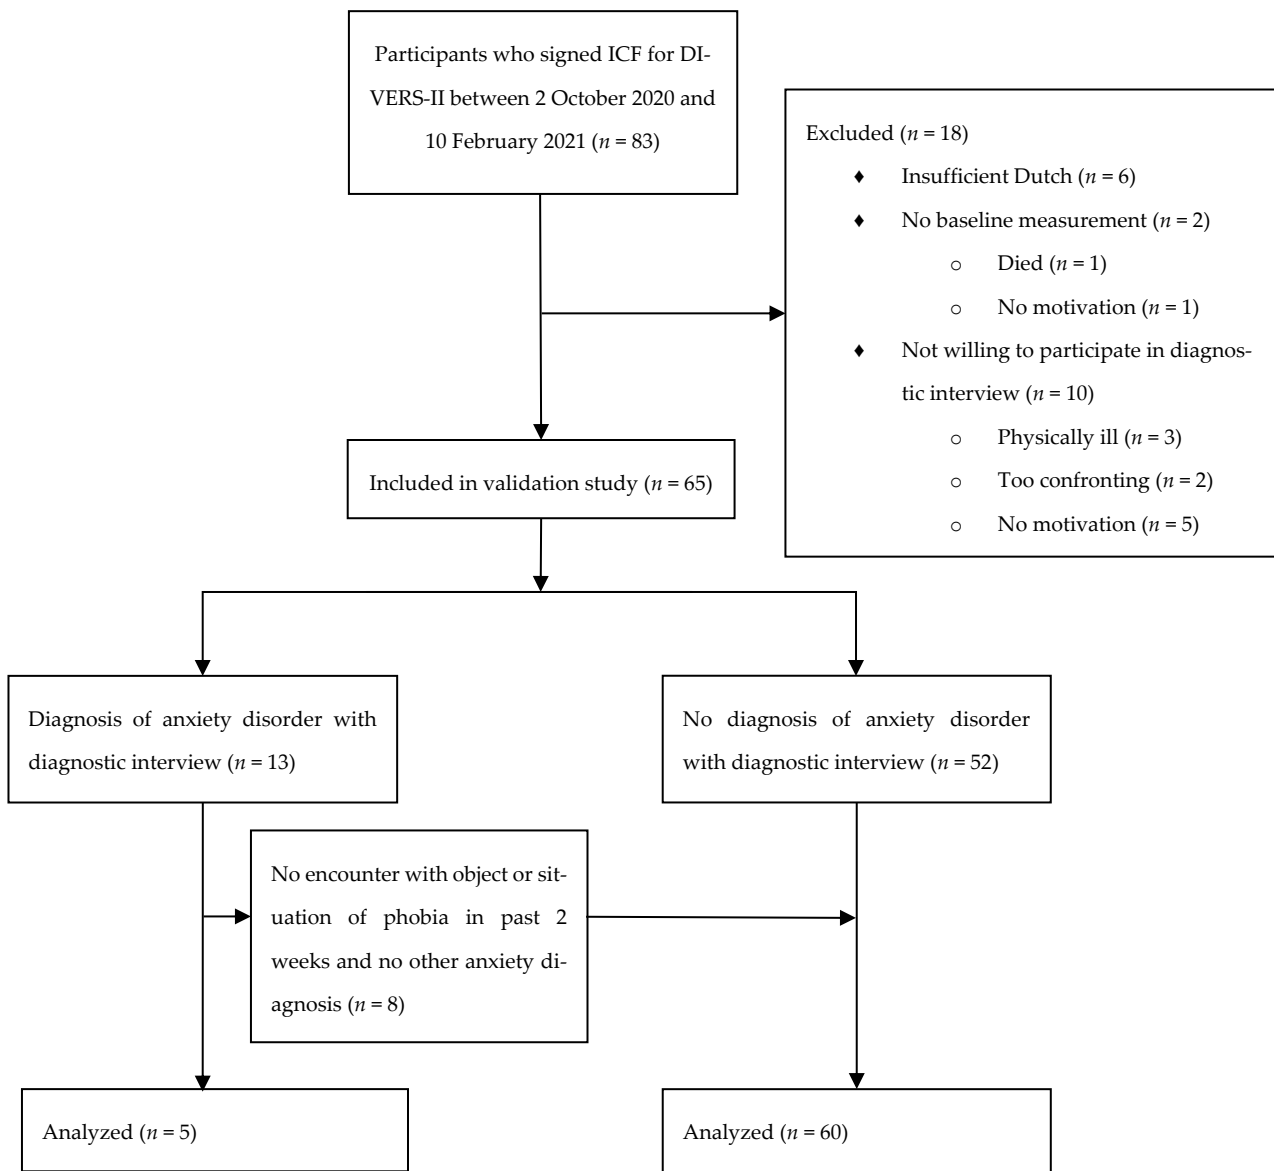 Participants who signed ICF for DI-
VERS-II between 2 October 2020 and
10 February 2021 (n = 83)
Excluded (n = 18)
♦ Insufficient Dutch (n = 6)
♦ No baseline measurement (n = 2)
o Died (n = 1)
o No motivation (n = 1)
♦ Not willing to participate in diagnos-
tic interview (n = 10)
o Physically ill (n = 3)
o Too confronting (n = 2)
o No motivation (n = 5)
Included in validation study (n = 65)
Diagnosis of anxiety disorder with
diagnostic interview (n = 13)
No diagnosis of anxiety disorder
with diagnostic interview (n = 52)
No encounter with object or sit-
uation of phobia in past 2
weeks and no other anxiety di-
agnosis (n = 8)
Analyzed (n = 5)
Analyzed (n = 60)